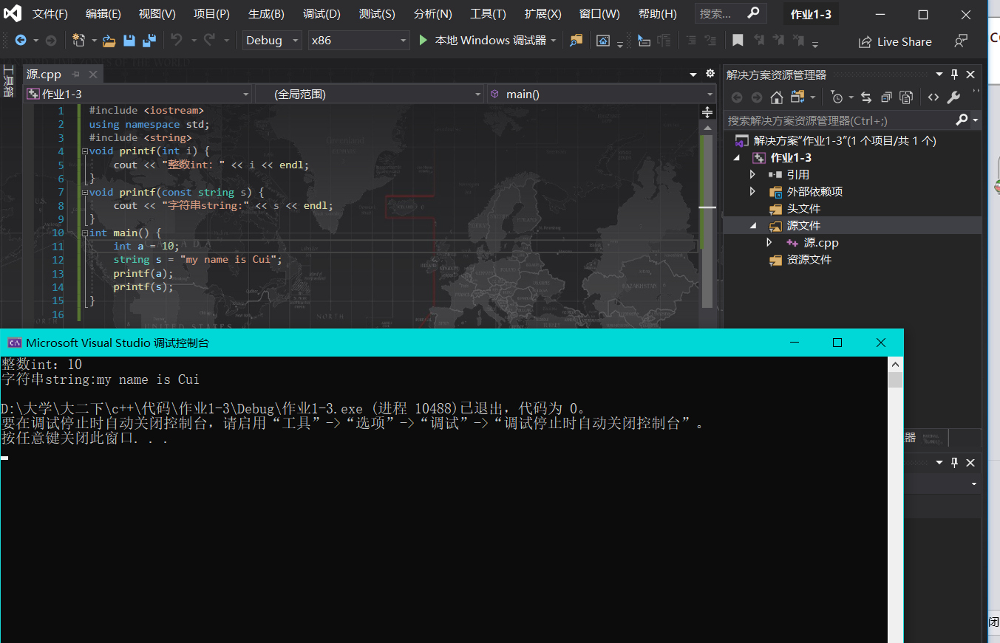 文件(F) 编辑(E) 视图(V) 项目(P) 生成(B) 调试(D) 测试(S) 分析(N) 工具(T) 扩展(X) 窗口(W) 帮助(H) 搜索... 作业1-3
Debug x86 本地 Windows 调试器 Live Share
工具箱
源.cpp
作业1-3 (全局范围) main()
1 #include <iostream>
2 using namespace std;
3 #include <string>
4 void printf(int i) {
5 cout << "整数int: " << i << endl;
6 }
7 void printf(const string s) {
8 cout << "字符串string:" << s << endl;
9 }
10 int main() {
11 int a = 10;
12 string s = "my name is Cui";
13 printf(a);
14 printf(s);
15 }
16
解决方案资源管理器
搜索解决方案资源管理器(Ctrl+;)
解决方案"作业1-3"(1 个项目/共 1 个)
作业1-3
引用
外部依赖项
头文件
源文件
源.cpp
资源文件
Microsoft Visual Studio 调试控制台
整数int: 10
字符串string:my name is Cui
D:\大学\大二下\c++\代码\作业1-3\Debug\作业1-3.exe (进程 10488)已退出，代码为 0。
要在调试停止时自动关闭控制台，请启用“工具”->“选项”->“调试”->“调试停止时自动关闭控制台”。
按任意键关闭此窗口. . .
器
闭